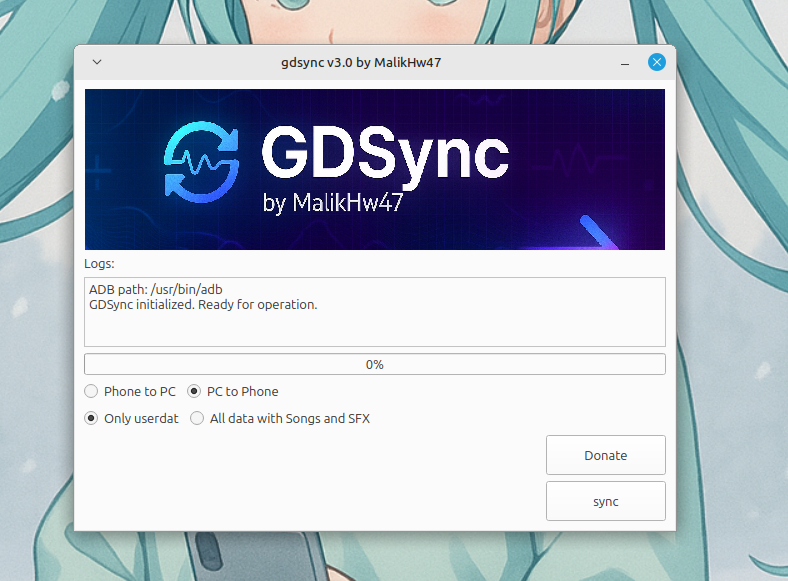 gdsync v3.0 by MalikHw47
GDSync
by MalikHw47
Logs:
ADB path: /usr/bin/adb
GDSync initialized. Ready for operation.
0%
Phone to PC PC to Phone
Only userdat All data with Songs and SFX
Donate
sync